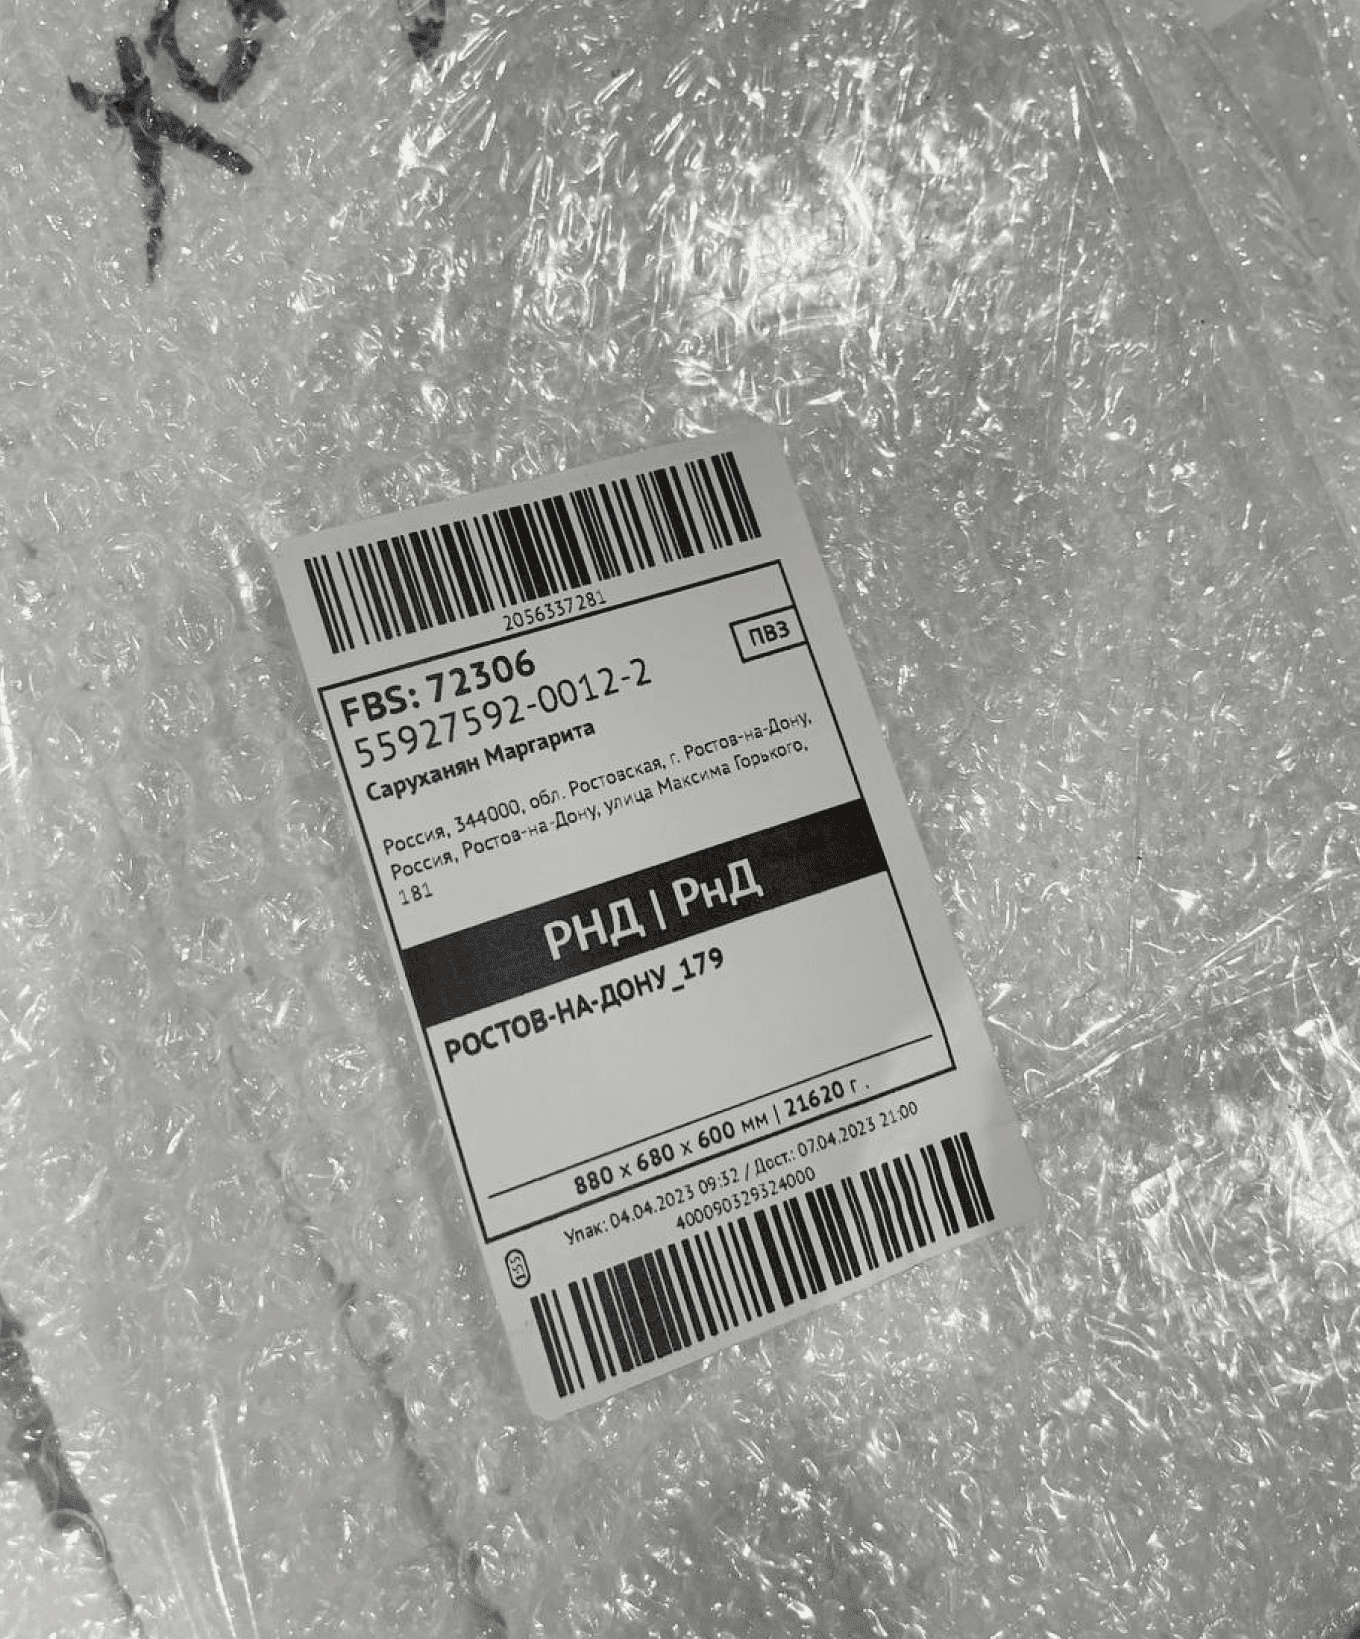 2056337281
ПВЗ
FBS: 72306
55927592-0012-2
Саруханян Маргарита
Россия, 344000, обл. Ростовская, г. Ростов-на-Дону,
Россия, Ростов-на-Дону, улица Максима Горького,
181
РНД | РнД
РОСТОВ-НА-ДОНУ_179
880 x 680 x 600 мм | 21620 г .
Упак: 04.04.2023 09:32 / Дост.: 07.04.2023 21:00
400090329324000